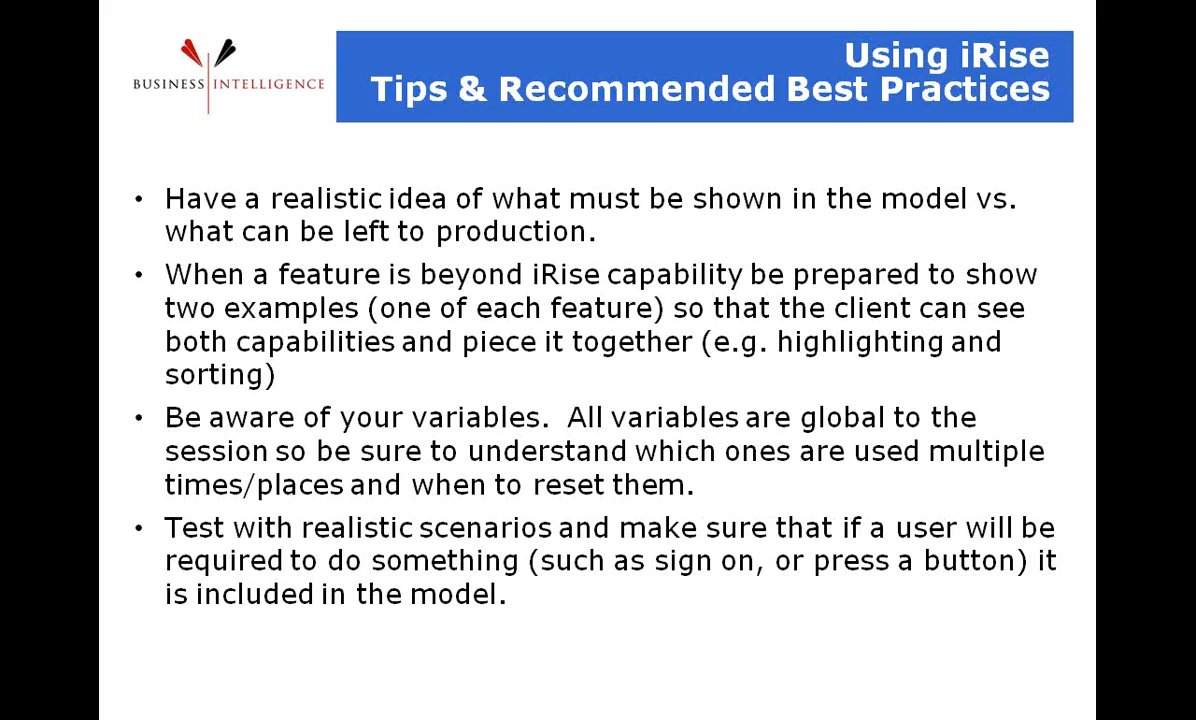 BUSINESS INTELLIGENCE
Using iRise
Tips & Recommended Best Practices
• Have a realistic idea of what must be shown in the model vs.
what can be left to production.
• When a feature is beyond iRise capability be prepared to show
two examples (one of each feature) so that the client can see
both capabilities and piece it together (e.g. highlighting and
sorting)
• Be aware of your variables.  All variables are global to the
session so be sure to understand which ones are used multiple
times/places and when to reset them.
• Test with realistic scenarios and make sure that if a user will be
required to do something (such as sign on, or press a button) it
is included in the model.